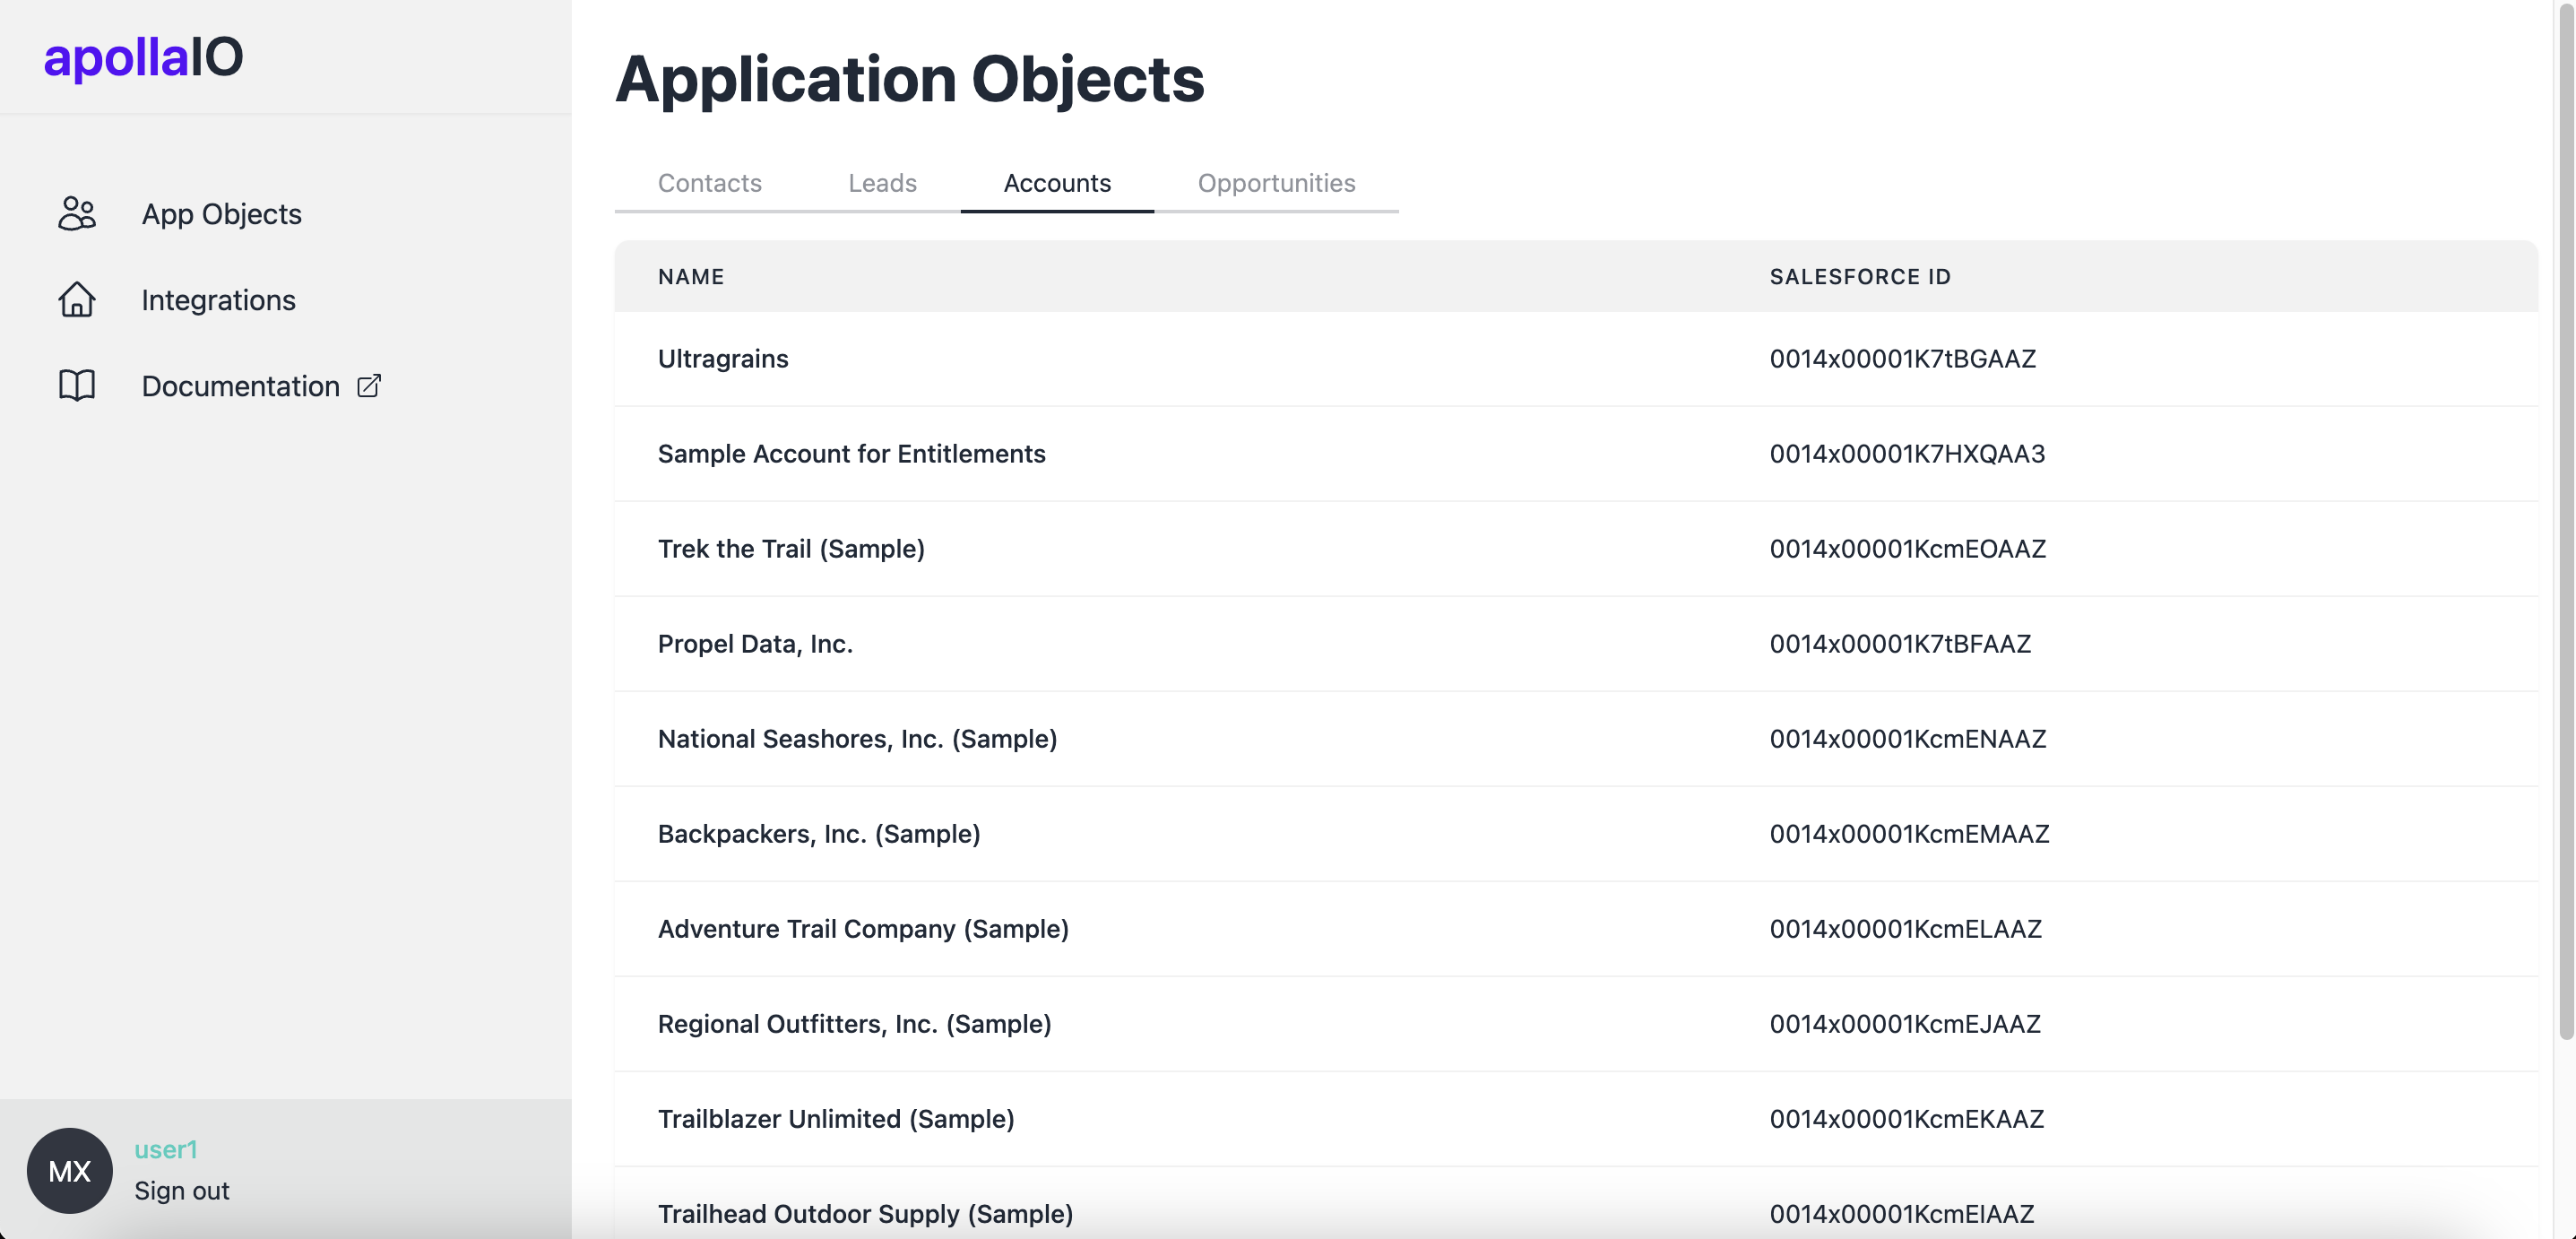 apollaIO
App Objects
Integrations
Documentation
MX
user1
Sign out
Application Objects
Contacts Leads Accounts Opportunities
NAME SALESFORCE ID
Ultragrains 0014x00001K7tBGAAZ
Sample Account for Entitlements 0014x00001K7HXQAA3
Trek the Trail (Sample) 0014x00001KcmEOAAZ
Propel Data, Inc. 0014x00001K7tBFAAZ
National Seashores, Inc. (Sample) 0014x00001KcmENAAZ
Backpackers, Inc. (Sample) 0014x00001KcmEMAAZ
Adventure Trail Company (Sample) 0014x00001KcmELAAZ
Regional Outfitters, Inc. (Sample) 0014x00001KcmEJAAZ
Trailblazer Unlimited (Sample) 0014x00001KcmEKAAZ
Trailhead Outdoor Supply (Sample) 0014x00001KcmEIAAZ